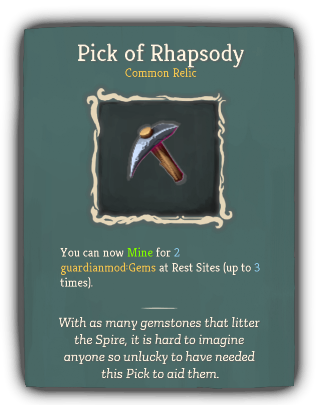 Pick of Rhapsody
Common Relic
You can now Mine for 2
guardianmod:Gems at Rest Sites (up to 3
times).
With as many gemstones that litter
the Spire, it is hard to imagine
anyone so unlucky to have needed
this Pick to aid them.